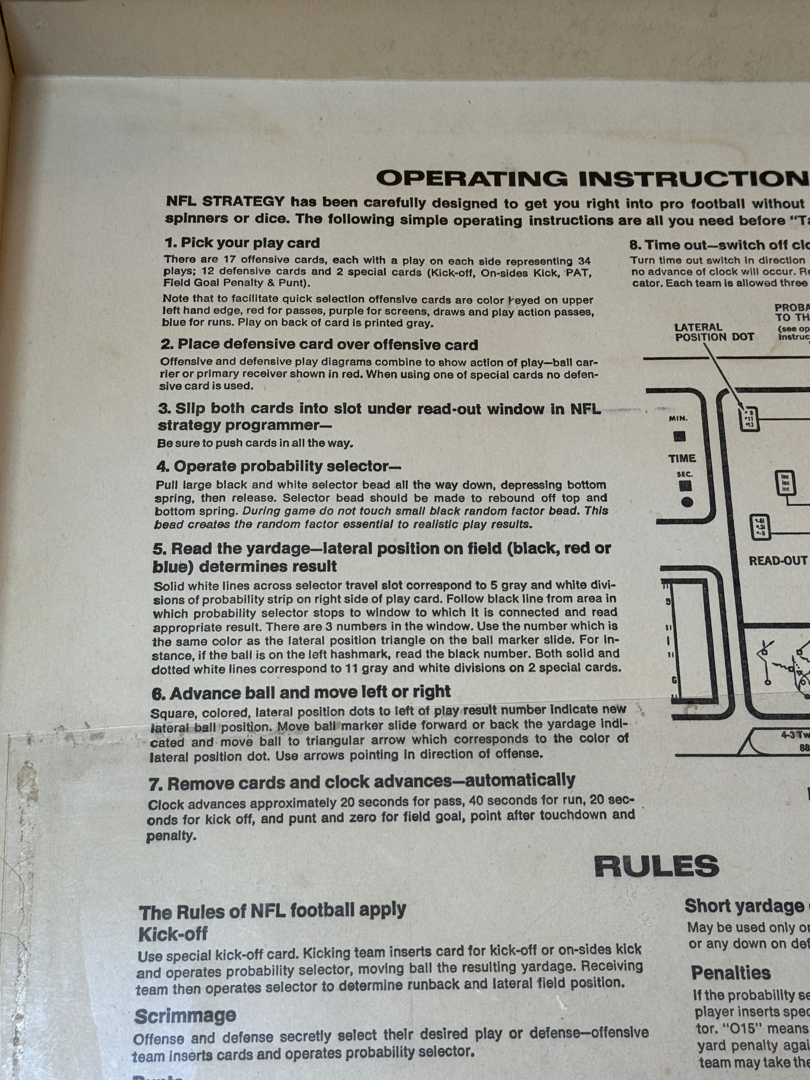 OPERATING INSTRUCTION
NFL STRATEGY has been carefully designed to get you right into pro football without
spinners or dice. The following simple operating instructions are all you need before "Ta
1. Pick your play card
There are 17 offensive cards, each with a play on each side representing 34
plays; 12 defensive cards and 2 special cards (Kick-off, On-sides Kick, PAT,
Field Goal Penalty & Punt).
Note that to facilitate quick selection offensive cards are color keyed on upper
left hand edge, red for passes, purple for screens, draws and play action passes,
blue for runs. Play on back of card is printed gray.
2. Place defensive card over offensive card
Offensive and defensive play diagrams combine to show action of play—ball car-
rier or primary receiver shown in red. When using one of special cards no defen-
sive card is used.
3. Slip both cards into slot under read-out window in NFL
strategy programmer—
Be sure to push cards in all the way.
4. Operate probability selector—
Pull large black and white selector bead all the way down, depressing bottom
spring, then release. Selector bead should be made to rebound off top and
bottom spring. During game do not touch small black random factor bead. This
bead creates the random factor essential to realistic play results.
5. Read the yardage—lateral position on field (black, red or
blue) determines result
Solid white lines across selector travel slot correspond to 5 gray and white divi-
sions of probability strip on right side of play card. Follow black line from area in
which probability selector stops to window to which it is connected and read
appropriate result. There are 3 numbers in the window. Use the number which is
the same color as the lateral position triangle on the ball marker slide. For in-
stance, if the ball is on the left hashmark, read the black number. Both solid and
dotted white lines correspond to 11 gray and white divisions on 2 special cards.
6. Advance ball and move left or right
Square, colored, lateral position dots to left of play result number indicate new
lateral ball position. Move ball marker slide forward or back the yardage indi-
cated and move ball to triangular arrow which corresponds to the color of
lateral position dot. Use arrows pointing in direction of offense.
7. Remove cards and clock advances—automatically
Clock advances approximately 20 seconds for pass, 40 seconds for run, 20 sec-
onds for kick off, and punt and zero for field goal, point after touchdown and
penalty.
8. Time out—switch off clo
Turn time out switch in direction
no advance of clock will occur. Re
cator. Each team is allowed three
PROBA
TO TH
(see op
instruc
LATERAL
POSITION DOT
MIN.
TIME
SEC.
READ-OUT
4-3 Tw
88
RULES
The Rules of NFL football apply
Kick-off
Use special kick-off card. Kicking team inserts card for kick-off or on-sides kick
and operates probability selector, moving ball the resulting yardage. Receiving
team then operates selector to determine runback and lateral field position.
Scrimmage
Offense and defense secretly select their desired play or defense—offensive
team inserts cards and operates probability selector.
Short yardage
May be used only o
or any down on def
Penalties
If the probability se
player inserts spec
tor. "O15" means
yard penalty agai
team may take the